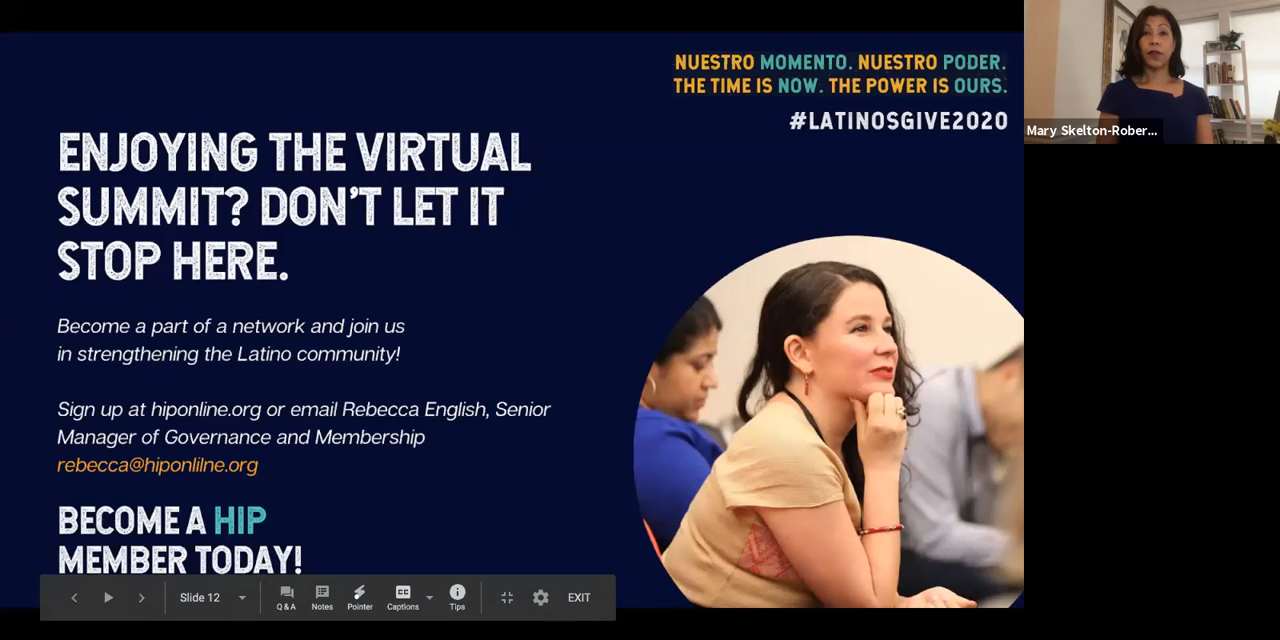 NUESTRO MOMENTO. NUESTRO PODER.
THE TIME IS NOW. THE POWER IS OURS.
#LATINOSGIVE2020
ENJOYING THE VIRTUAL
SUMMIT? DON'T LET IT
STOP HERE.
Become a part of a network and join us
in strengthening the Latino community!
Sign up at hiponline.org or email Rebecca English, Senior
Manager of Governance and Membership
rebecca@hiponlilne.org
BECOME A HIP
MEMBER TODAY!
Slide 12
Q & A
Notes
Pointer
Captions
Tips
EXIT
Mary Skelton-Rober...